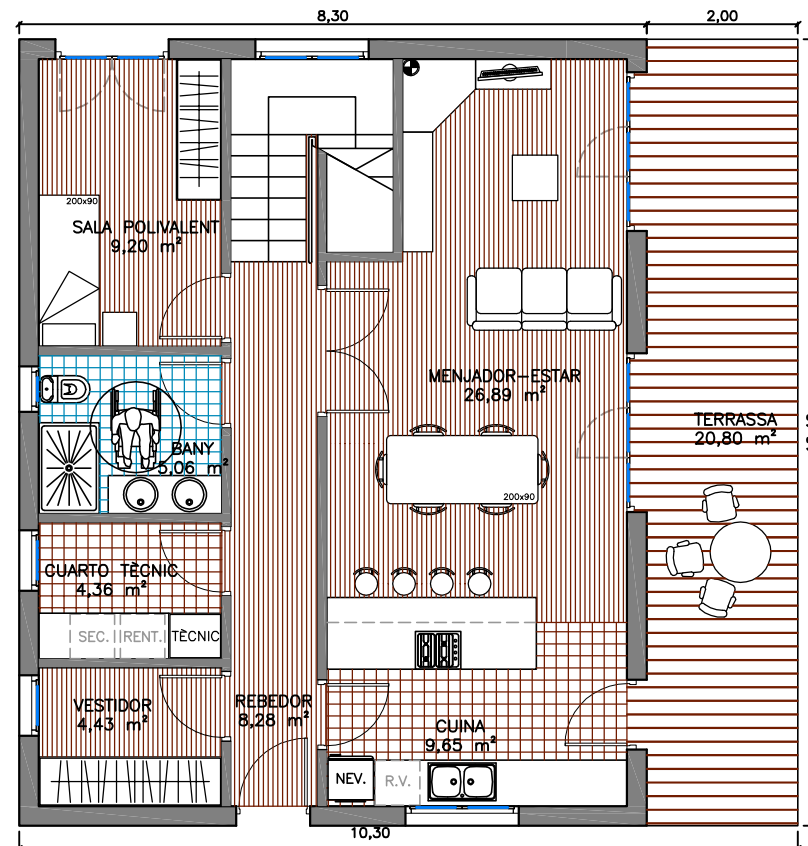 8,30
2,00
200x90
SALA POLIVALENT
9,20 m²
MENJADOR-ESTAR
26,89 m²
TERRASSA
20,80 m²
BANY
5,06 m²
200x90
CUARTO TÈCNIC
4,36 m²
SEC.
RENT.
TÈCNIC
VESTIDOR
4,43 m²
REBEDOR
8,28 m²
CUINA
9,65 m²
NEV.
R.V.
10,30